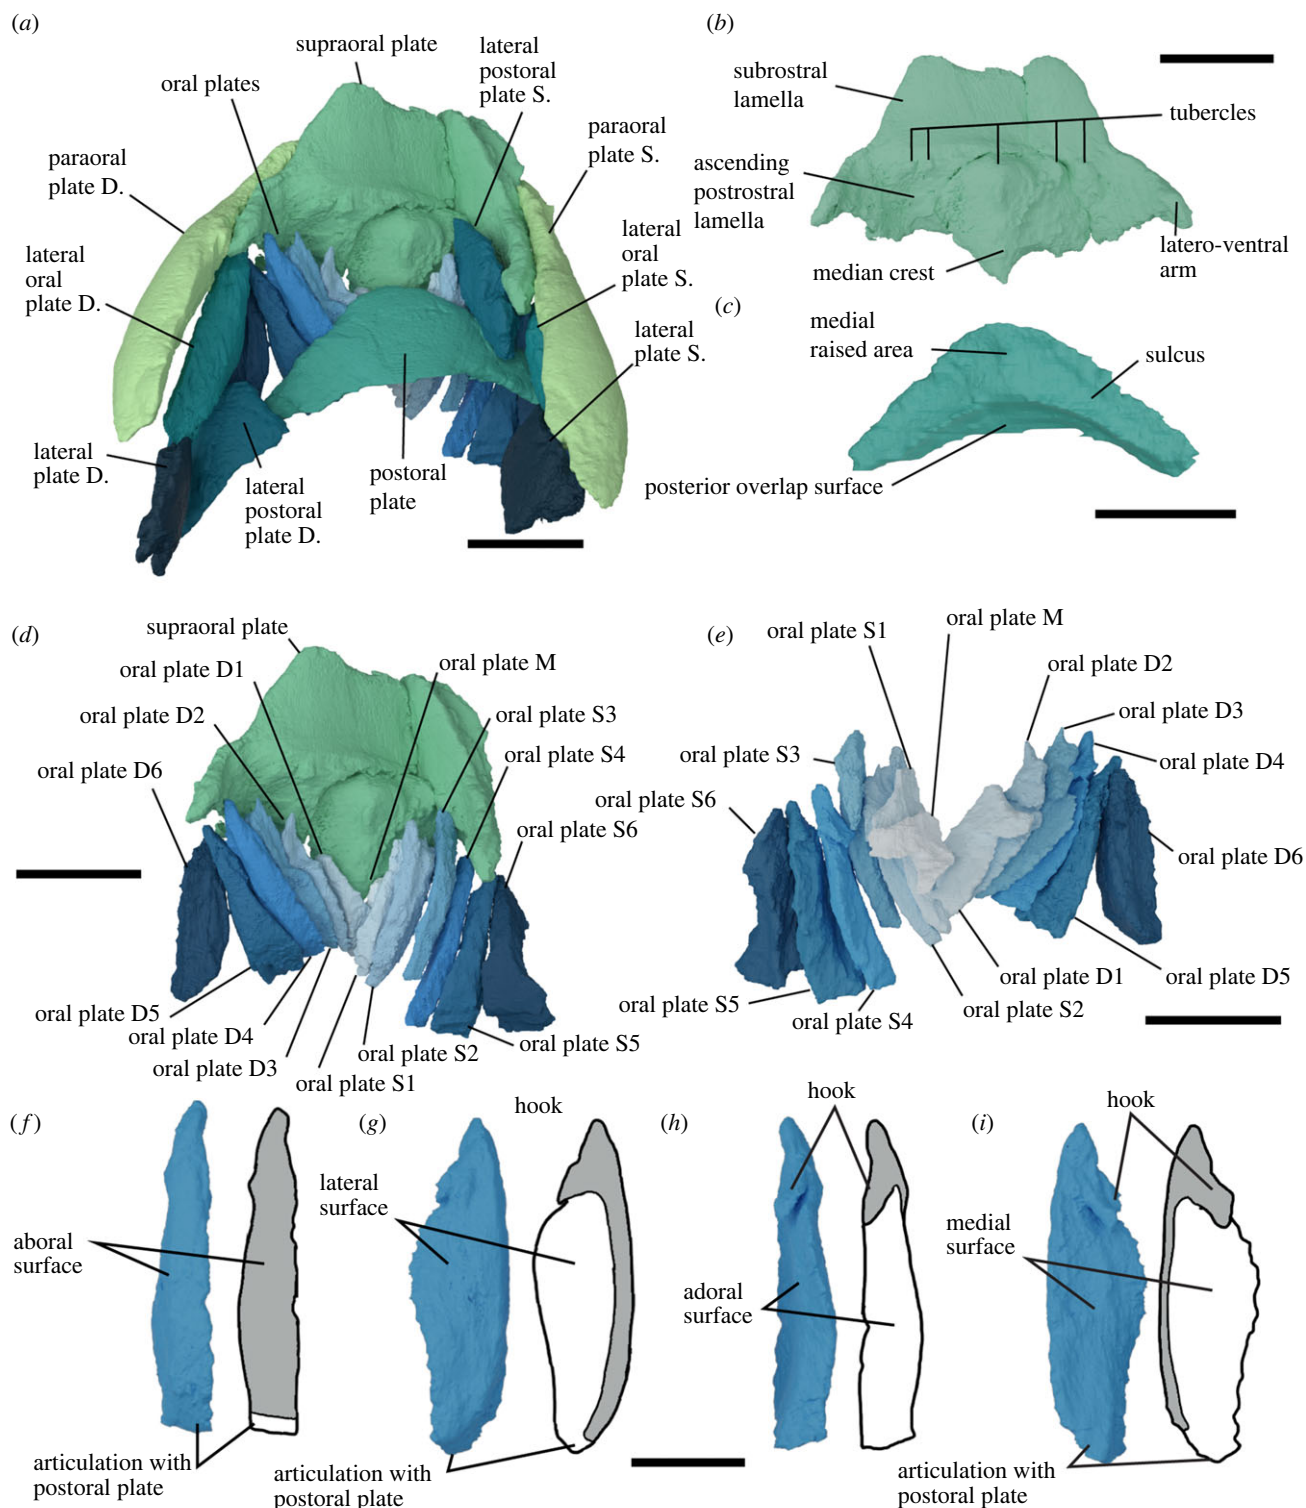 (a)
supraoral plate
lateral
postoral
plate S.
oral plates
paraoral
plate S.
paraoral
plate D.
lateral
oral
plate D.
lateral
oral
plate S.
lateral
plate S.
lateral
plate D.
lateral
postoral
plate D.
postoral
plate
(b)
subrostral
lamella
tubercles
ascending
postrostral
lamella
median crest
latero-ventral
arm
(c)
medial
raised area
sulcus
posterior overlap surface
(d)
supraoral plate
oral plate D1
oral plate M
oral plate D2
oral plate S3
oral plate S4
oral plate D6
oral plate S6
oral plate D5
oral plate D4
oral plate D3
oral plate S1
oral plate S2
oral plate S5
(e)
oral plate S1
oral plate M
oral plate D2
oral plate D3
oral plate S3
oral plate D4
oral plate S6
oral plate D6
oral plate D1
oral plate D5
oral plate S5
oral plate S4
oral plate S2
(f)
aboral
surface
articulation with
postoral plate
(g)
hook
lateral
surface
articulation with
postoral plate
(h)
hook
adoral
surface
(i)
hook
medial
surface
articulation with
postoral plate